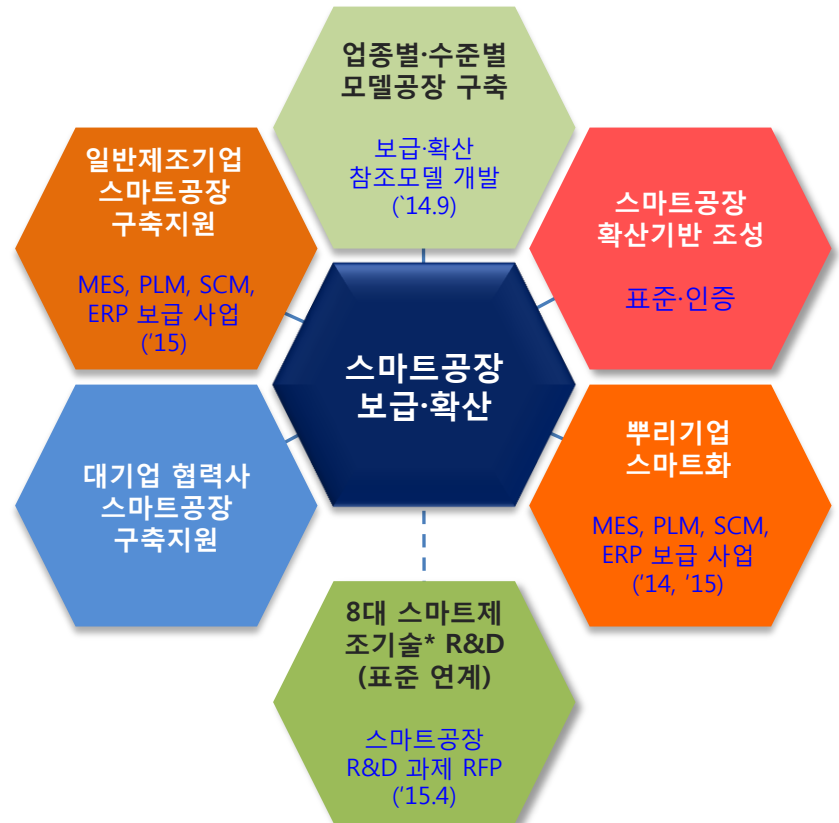 업종별·수준별
모델공장 구축
보급·확산
참조모델 개발
(`14.9)
일반제조기업
스마트공장
구축지원
MES, PLM, SCM,
ERP 보급 사업
('15)
스마트공장
확산기반 조성
표준·인증
스마트공장
보급·확산
대기업 협력사
스마트공장
구축지원
뿌리기업
스마트화
MES, PLM, SCM,
ERP 보급 사업
('14, '15)
8대 스마트제
조기술* R&D
(표준 연계)
스마트공장
R&D 과제 RFP
('15.4)